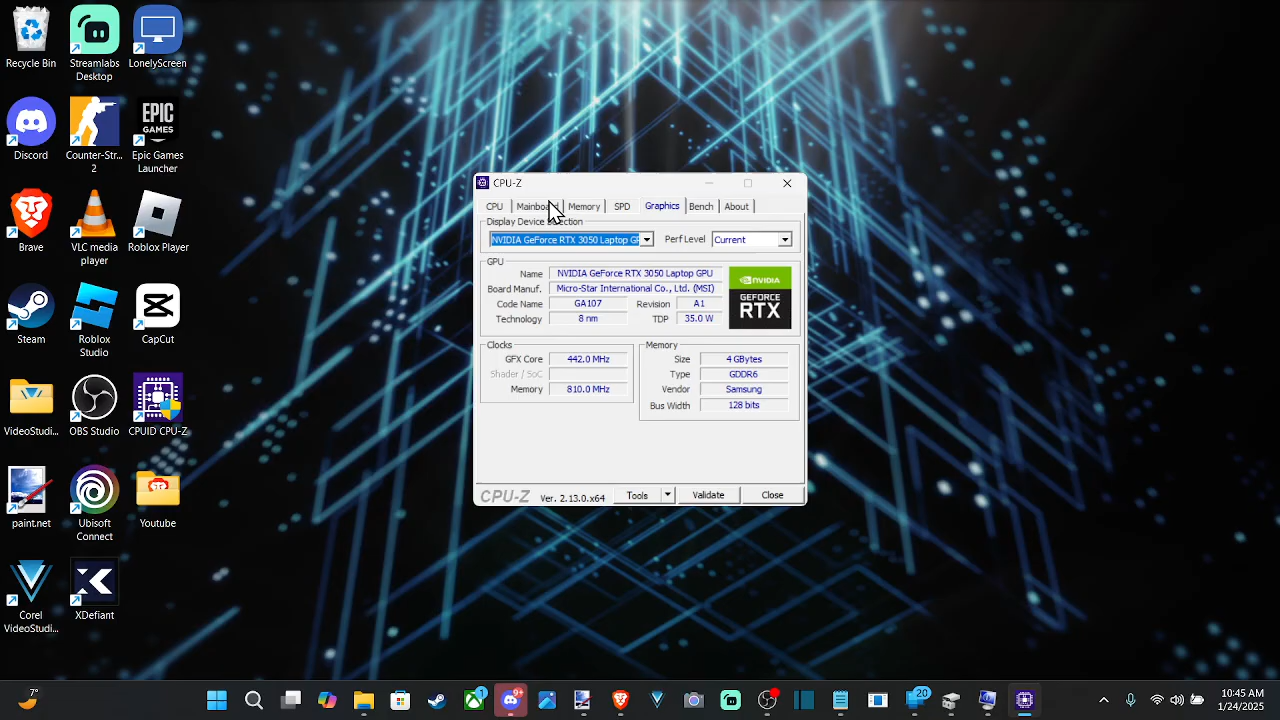 Recycle Bin
Streamlabs Desktop
LonelyScreen
Discord
Counter-Str... 2
EPIC GAMES
Epic Games Launcher
Brave
VLC media player
Roblox Player
Steam
Roblox Studio
CapCut
VideoStudi...
OBS Studio
CPUID CPU-Z
paint.net
Ubisoft Connect
Youtube
Corel VideoStudi...
XDefiant
CPU-Z
CPU Mainboard Memory SPD Graphics Bench About
Display Device Selection
NVIDIA GeForce RTX 3050 Laptop GP Perf Level Current
GPU
Name NVIDIA GeForce RTX 3050 Laptop GPU
Board Manuf. Micro-Star International Co., Ltd. (MSI)
Code Name GA107 Revision A1
Technology 8 nm TDP 35.0 W
NVIDIA
GEFORCE
RTX
Clocks
GFX Core 442.0 MHz
Shader / SoC
Memory 810.0 MHz
Memory
Size 4 GBytes
Type GDDR6
Vendor Samsung
Bus Width 128 bits
CPU-Z Ver. 2.13.0.x64 Tools Validate Close
7°
1
9+
20
10:45 AM
1/24/2025